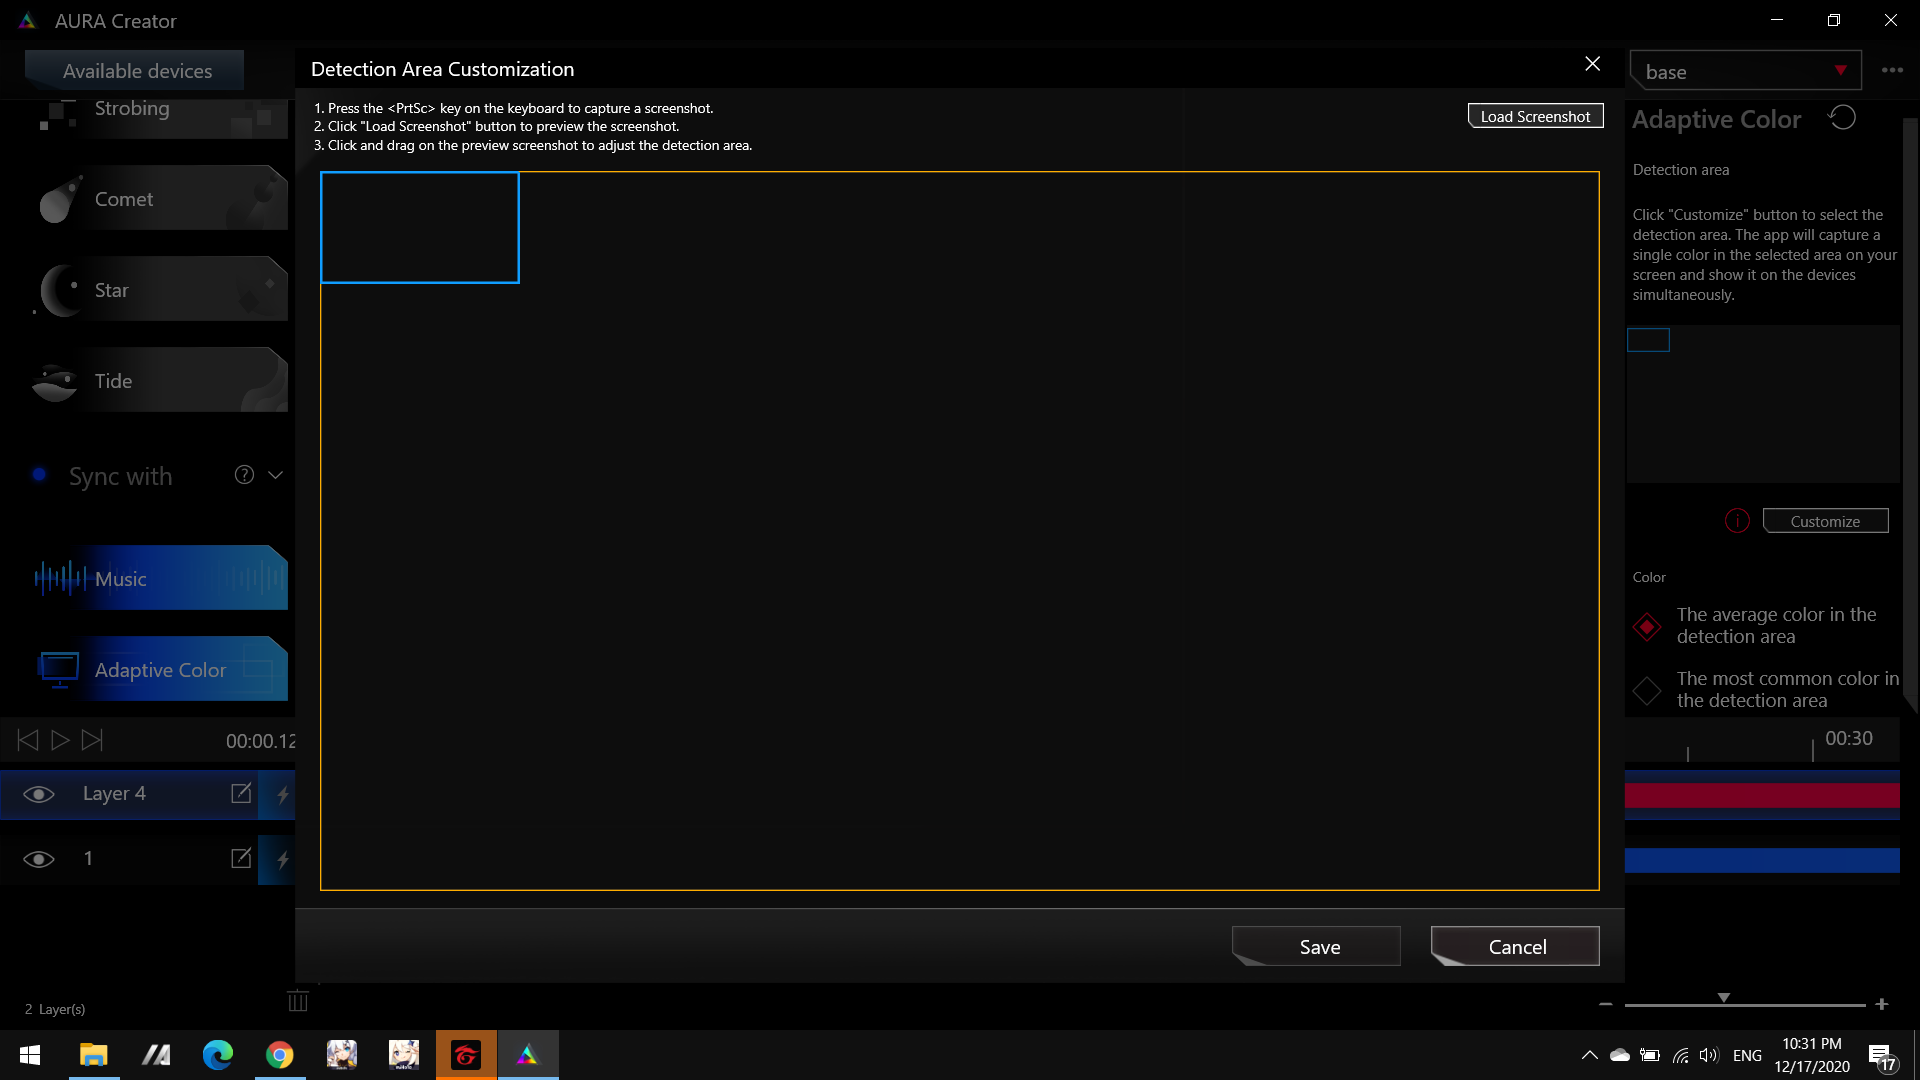 AURA Creator
Available devices
Strobing
Comet
Star
Tide
Sync with
?
Music
Adaptive Color
Detection Area Customization
1. Press the <PrtSc> key on the keyboard to capture a screenshot.
2. Click "Load Screenshot" button to preview the screenshot.
3. Click and drag on the preview screenshot to adjust the detection area.
Load Screenshot
Save
Cancel
base
Adaptive Color
Detection area
Click "Customize" button to select the
detection area. The app will capture a
single color in the selected area on your
screen and show it on the devices
simultaneously.
Customize
Color
The average color in the
detection area
The most common color in
the detection area
00:00.12
00:30
Layer 4
1
2 Layer(s)
ENG
10:31 PM
12/17/2020
17